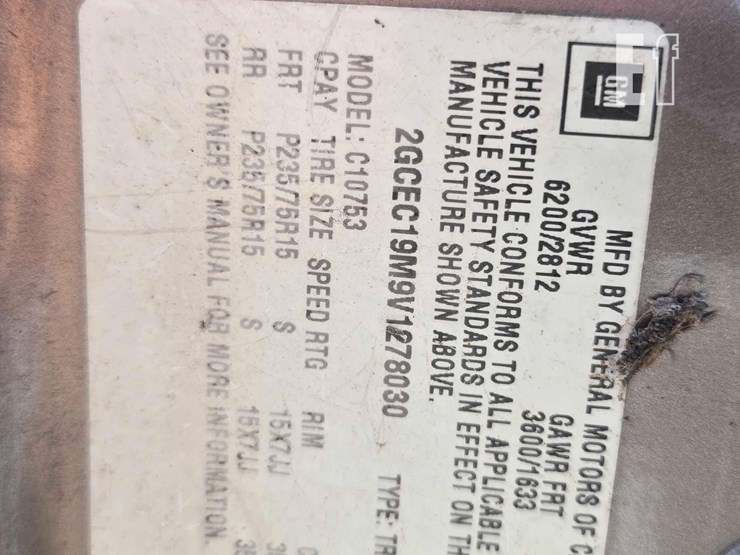 GM
MFD BY GENERAL MOTORS OF C
GVWR GAWR FRT
6200/2812 3600/1633
THIS VEHICLE CONFORMS TO ALL APPLICABLE
VEHICLE SAFETY STANDARDS IN EFFECT ON TH
MANUFACTURE SHOWN ABOVE.
2GCEC19M9V1278030 TYPE: TR
MODEL: C10753
CPAY TIRE SIZE SPEED RTG RIM C
FRT P235/75R15 S 15X7JJ 3
RR P235/75R15 S 15X7JJ 35
SEE OWNER'S MANUAL FOR MORE INFORMATION.